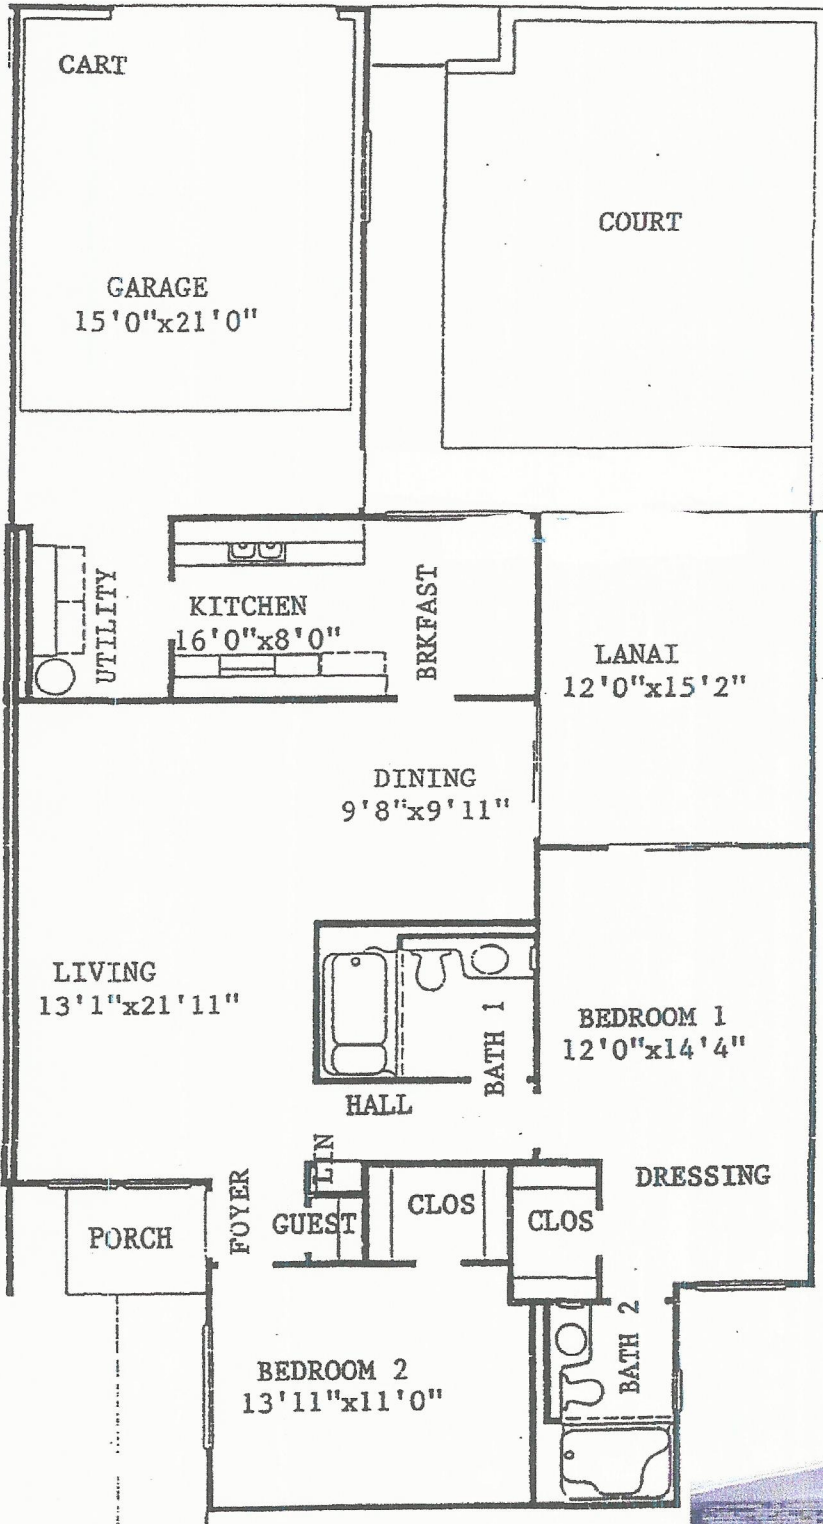 CART
COURT
GARAGE
15'0"x21'0"
UTILITY
KITCHEN
16'0"x8'0"
BRKFAST
LANAI
12'0"x15'2"
DINING
9'8"x9'11"
LIVING
13'1"x21'11"
BATH 1
BEDROOM 1
12'0"x14'4"
HALL
LIN
DRESSING
FOYER
GUEST
CLOS
CLOS
PORCH
BEDROOM 2
13'11"x11'0"
BATH 2